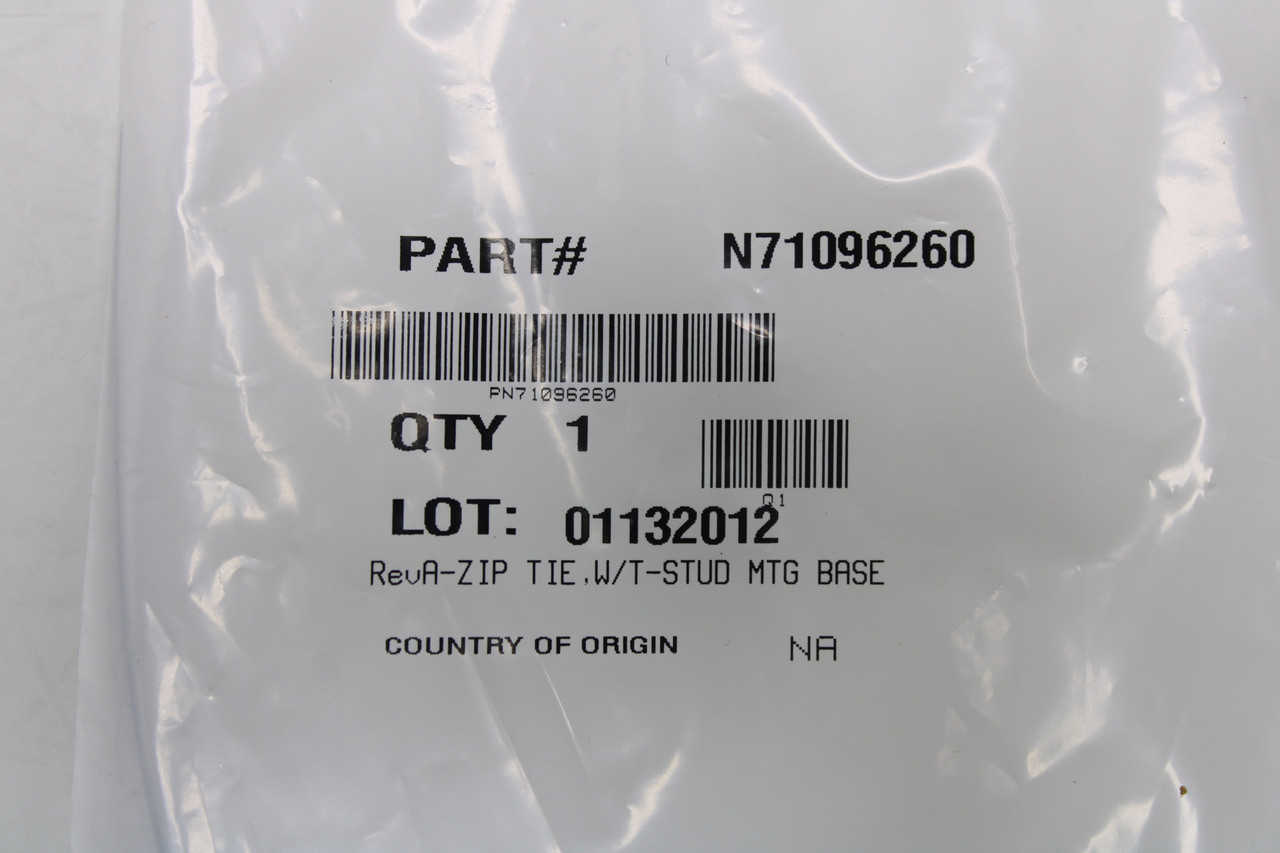 PART# N71096260
PN71096260
QTY 1
Q1
LOT: 01132012
RevA-ZIP TIE,W/T-STUD MTG BASE
COUNTRY OF ORIGIN NA